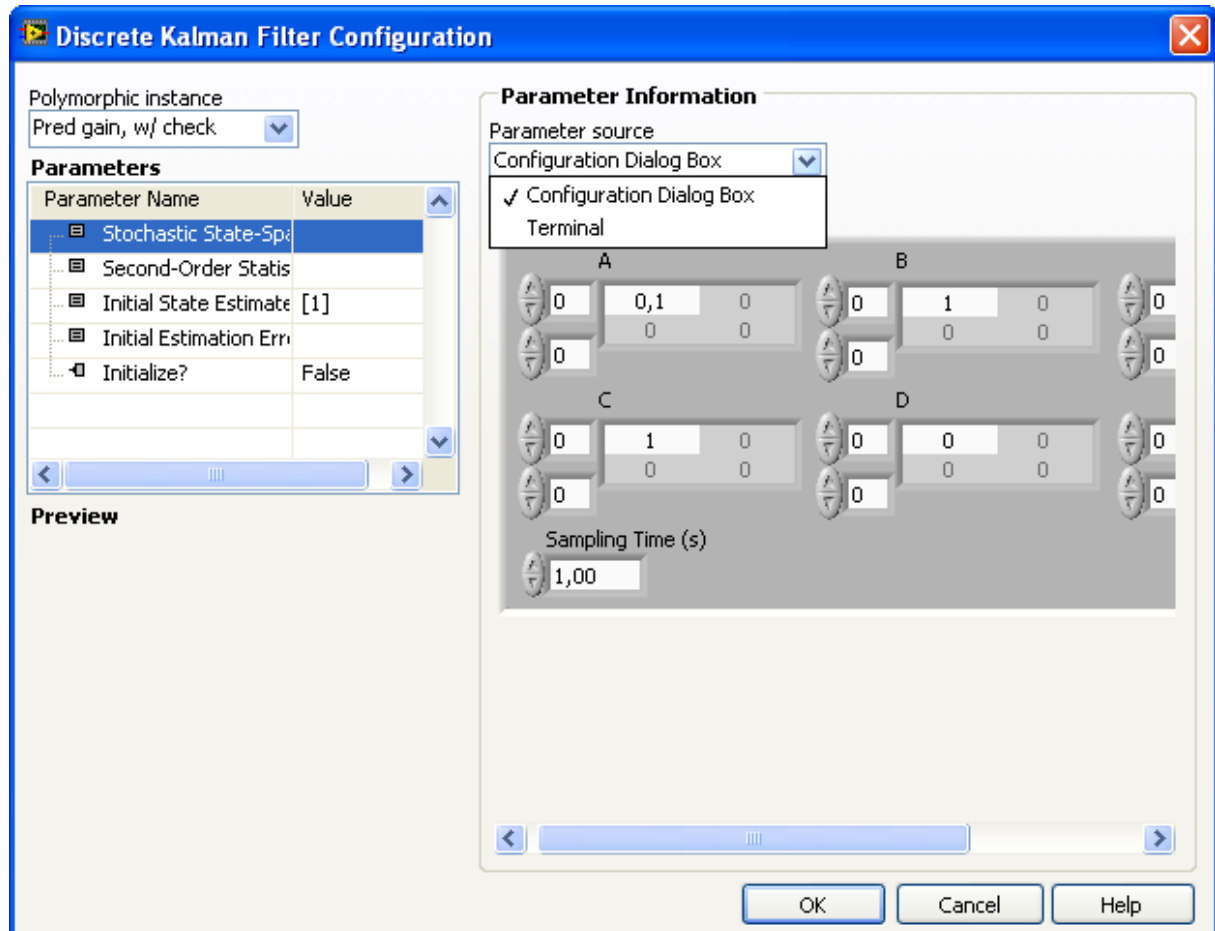 Discrete Kalman Filter Configuration
Polymorphic instance
Pred gain, w/ check
Parameters
Parameter Name Value
Stochastic State-Spa
Second-Order Statis
Initial State Estimate [1]
Initial Estimation Erre
Initialize? False
Preview
Parameter Information
Parameter source
Configuration Dialog Box
✓ Configuration Dialog Box
Terminal
A B
0 0,1 0 0 1 0 0
0 0 0 0
0 0 0
C D
0 1 0 0 0 0 0
0 0 0 0
0 0 0
Sampling Time (s)
1,00
OK Cancel Help